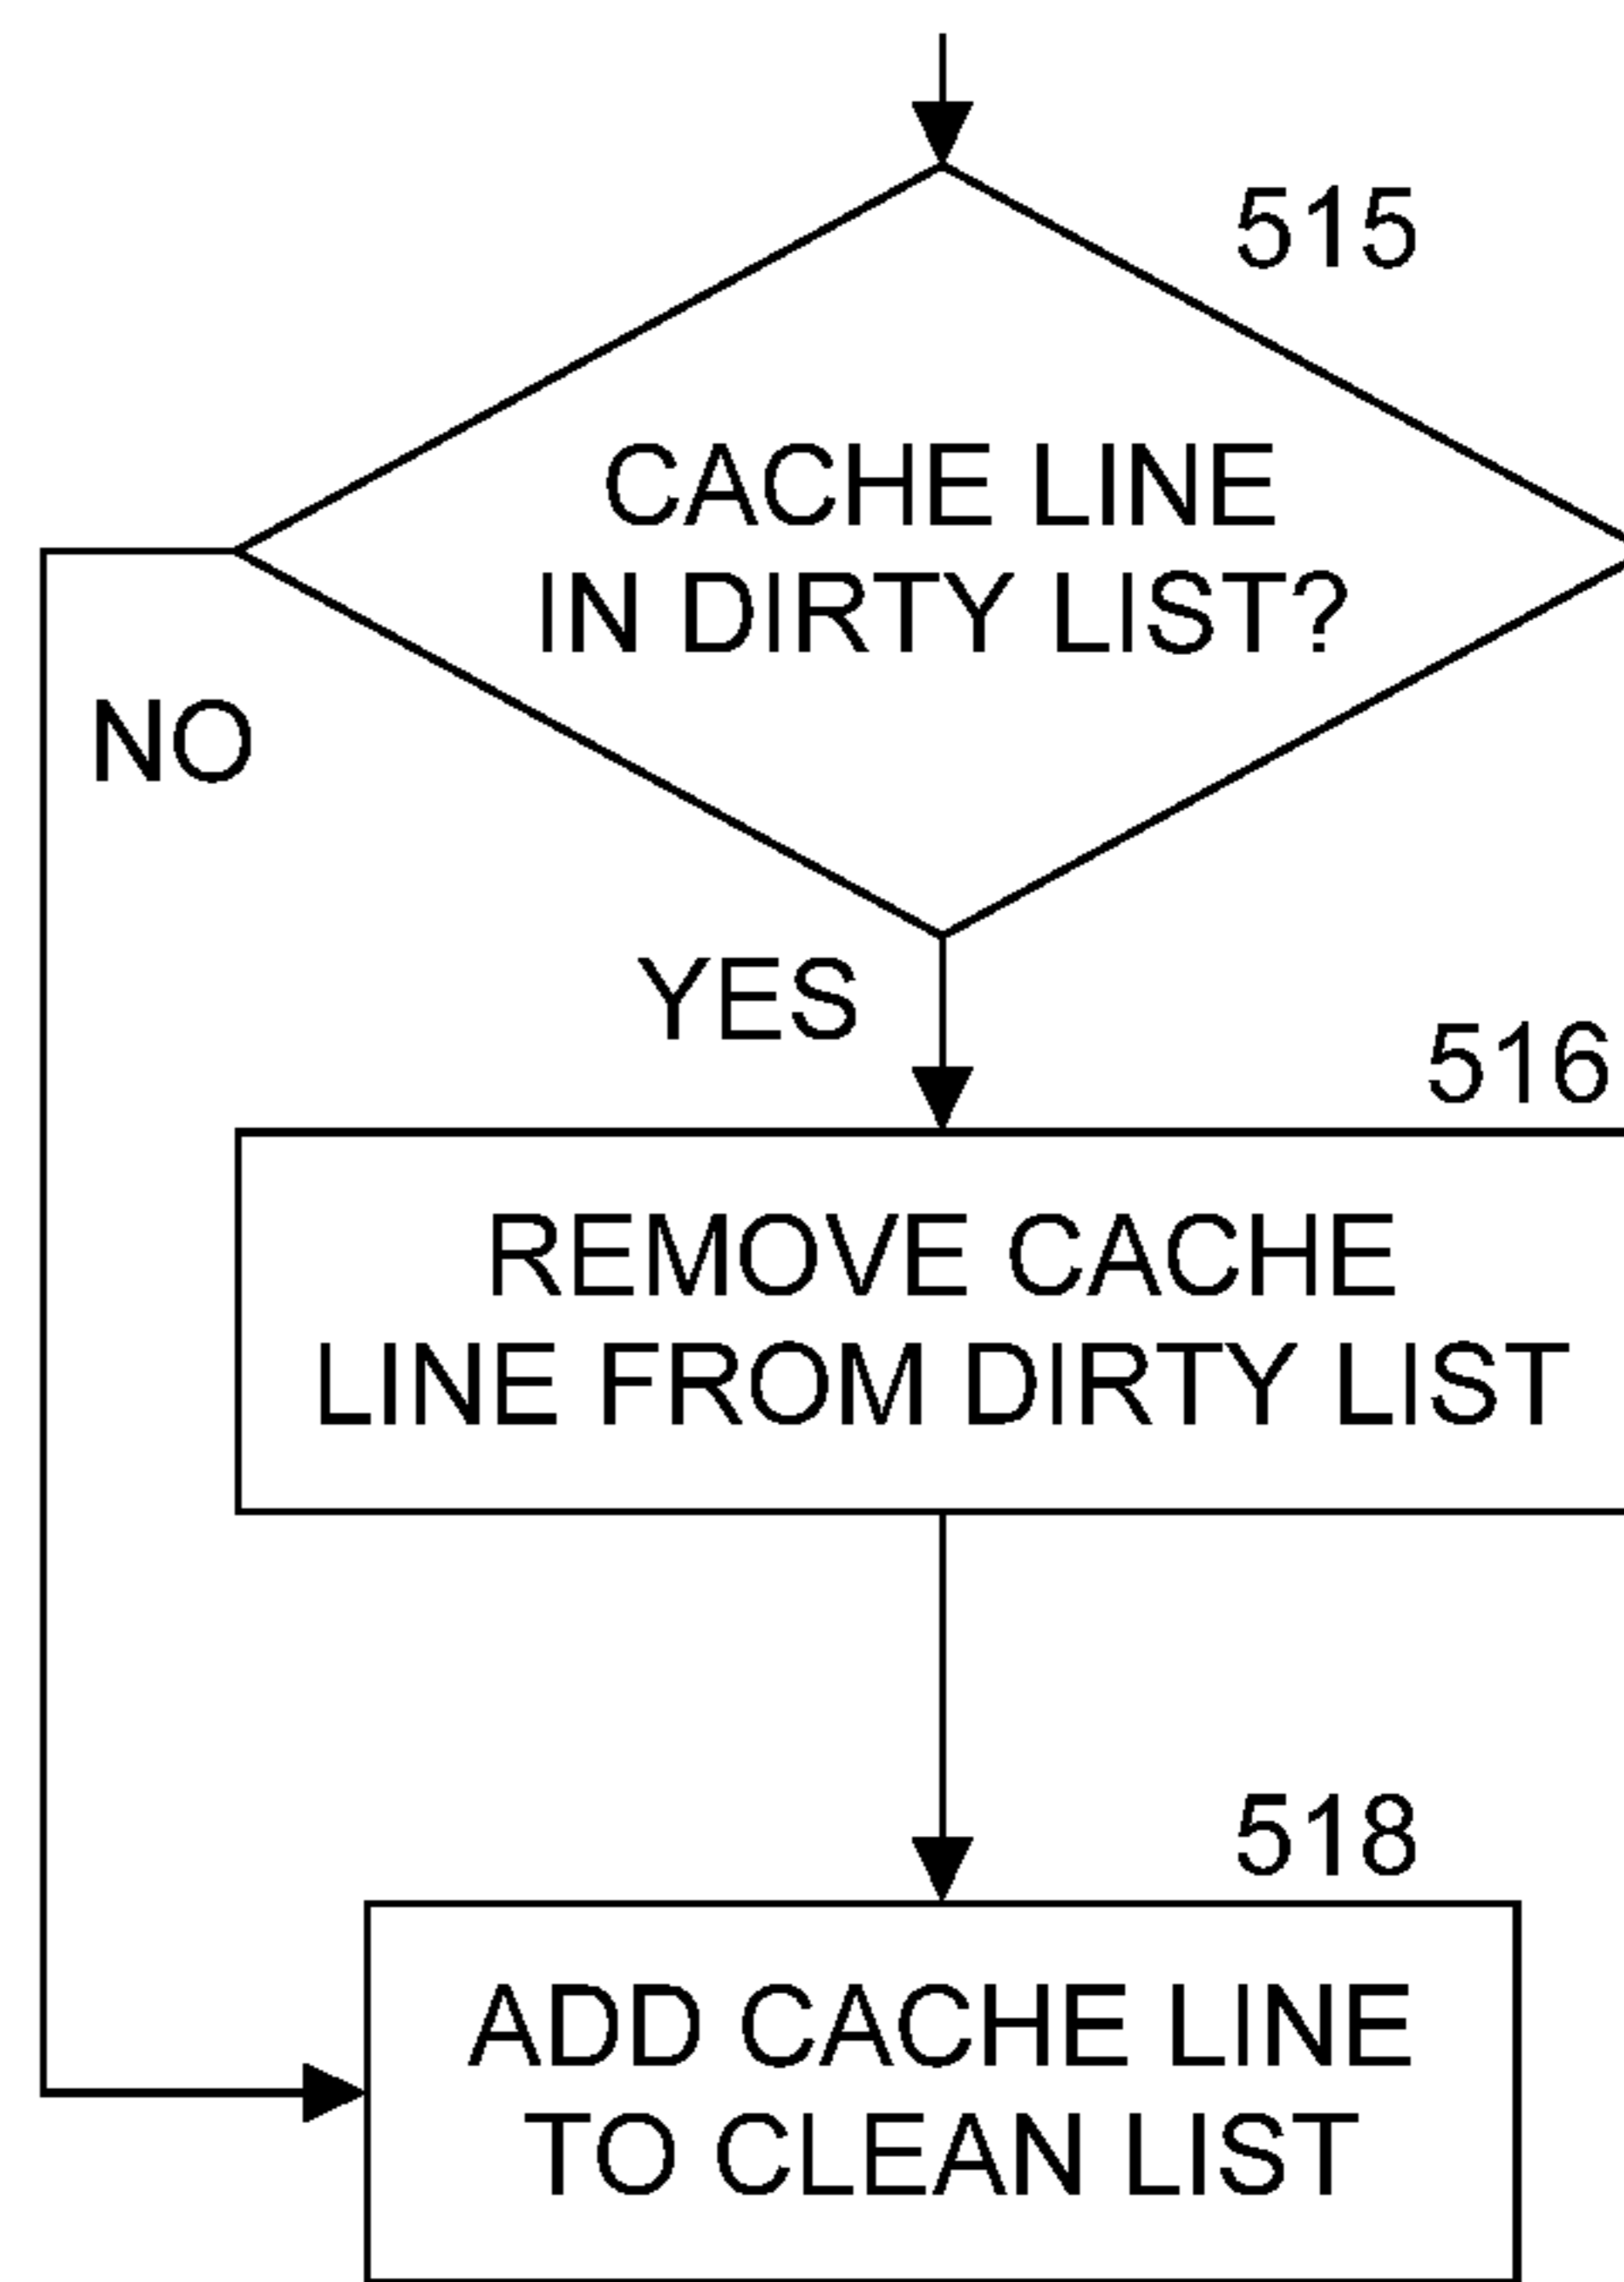 515
CACHE LINE
IN DIRTY LIST?
NO
YES
516
REMOVE CACHE
LINE FROM DIRTY LIST
518
ADD CACHE LINE
TO CLEAN LIST